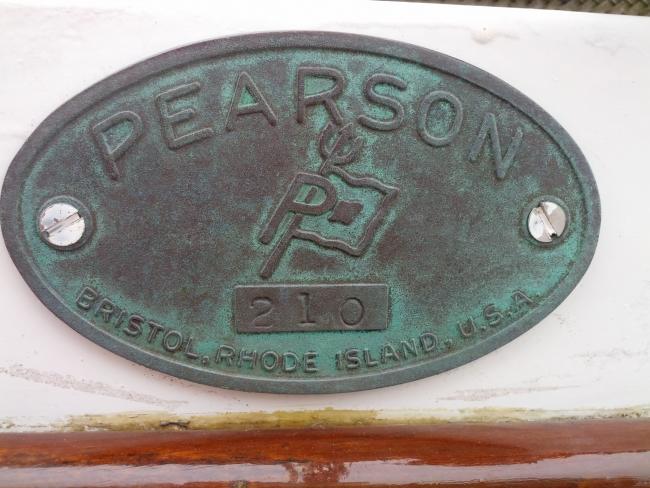 PEARSON
P
210
BRISTOL, RHODE ISLAND, U.S.A.